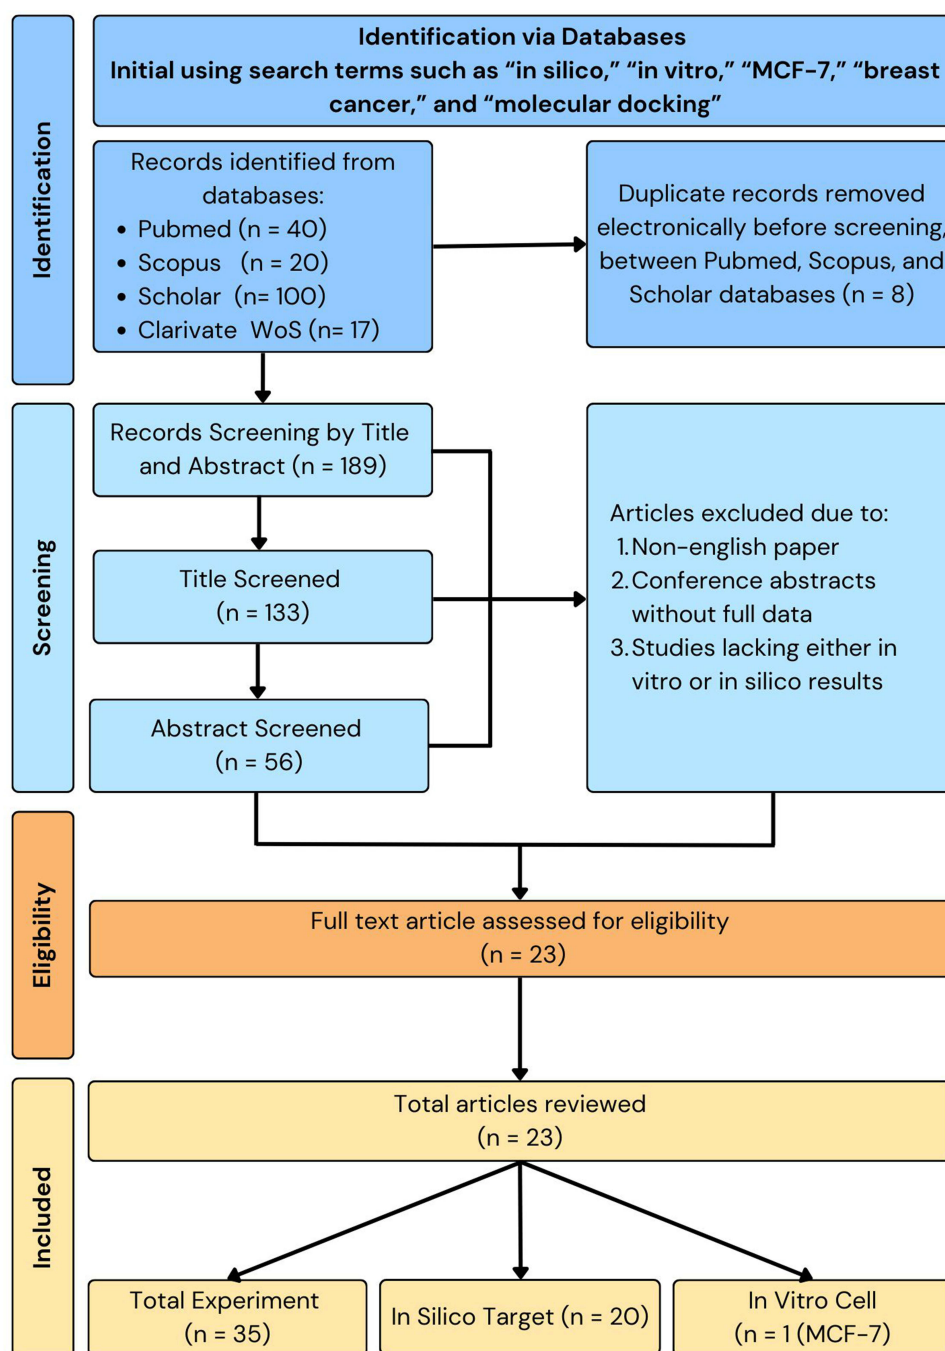 Identification
Identification via Databases
Initial using search terms such as “in silico,” “in vitro,” “MCF-7,” “breast
cancer,” and “molecular docking”
Records identified from
databases:
• Pubmed (n = 40)
• Scopus (n = 20)
• Scholar (n= 100)
• Clarivate WoS (n= 17)
Duplicate records removed
electronically before screening,
between Pubmed, Scopus, and
Scholar databases (n = 8)
Screening
Records Screening by Title
and Abstract (n = 189)
Title Screened
(n = 133)
Abstract Screened
(n = 56)
Articles excluded due to:
1. Non-english paper
2. Conference abstracts
without full data
3. Studies lacking either in
vitro or in silico results
Eligibility
Full text article assessed for eligibility
(n = 23)
Included
Total articles reviewed
(n = 23)
Total Experiment
(n = 35)
In Silico Target (n = 20)
In Vitro Cell
(n = 1 (MCF-7)